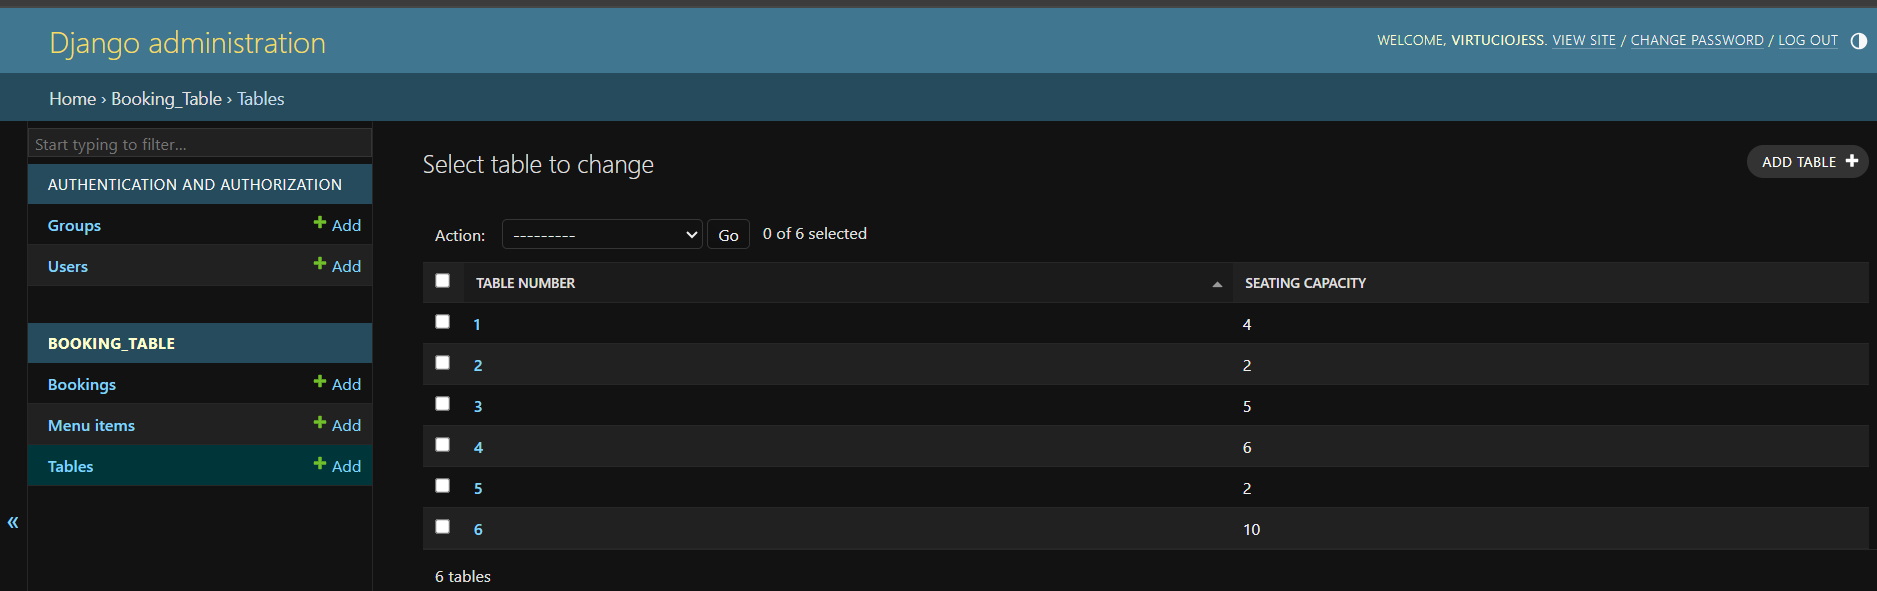 Django administration
WELCOME, VIRTUCIOJESS. VIEW SITE / CHANGE PASSWORD / LOG OUT
Home › Booking_Table › Tables
Start typing to filter...
AUTHENTICATION AND AUTHORIZATION
Groups + Add
Users + Add
BOOKING_TABLE
Bookings + Add
Menu items + Add
Tables + Add
«
Select table to change
ADD TABLE +
Action: --------- Go 0 of 6 selected
TABLE NUMBER SEATING CAPACITY
1 4
2 2
3 5
4 6
5 2
6 10
6 tables